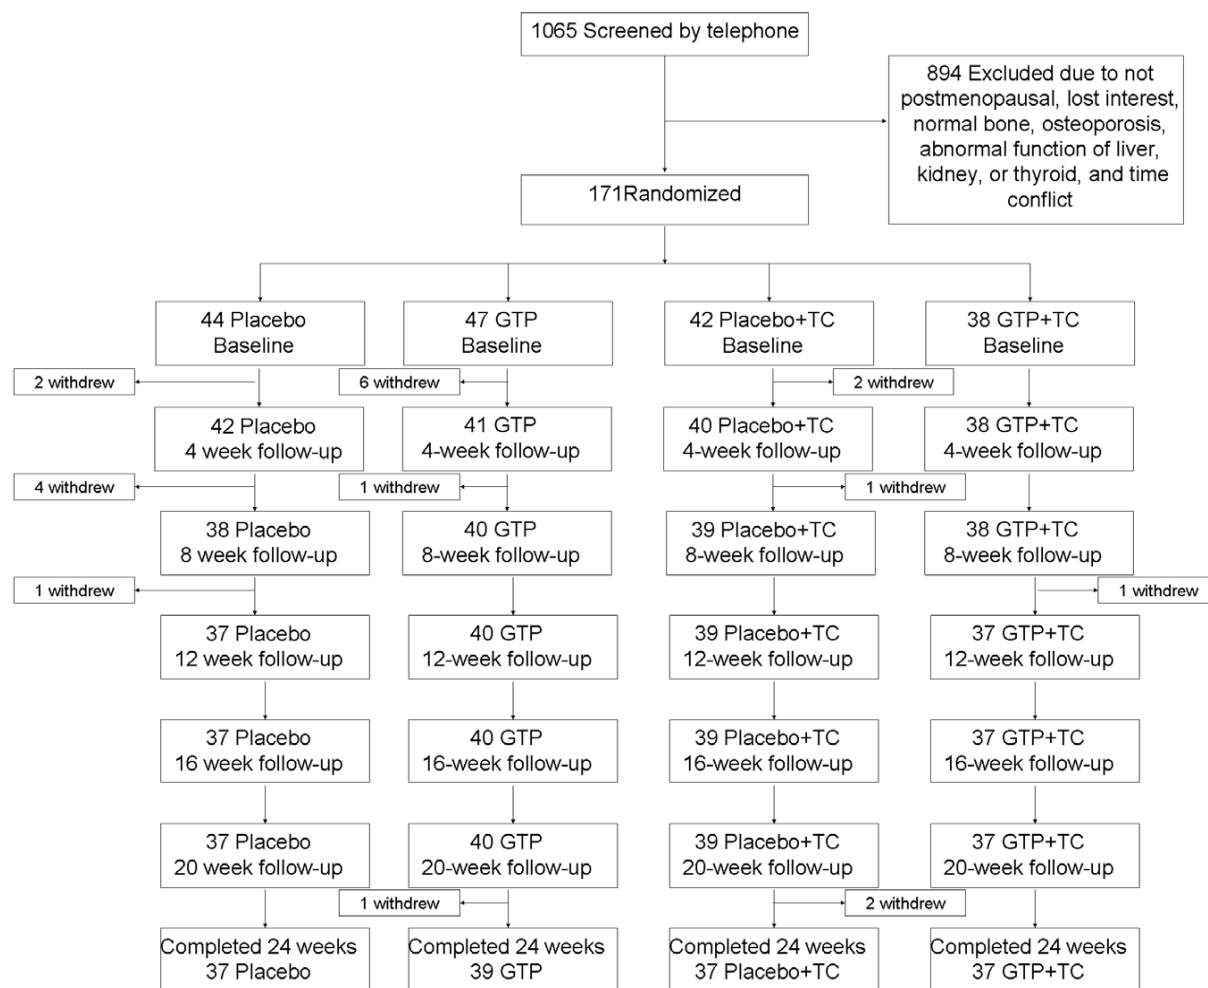 1065 Screened by telephone
894 Excluded due to not
postmenopausal, lost interest,
normal bone, osteoporosis,
abnormal function of liver,
kidney, or thyroid, and time
conflict
171Randomized
44 Placebo
Baseline
47 GTP
Baseline
42 Placebo+TC
Baseline
38 GTP+TC
Baseline
2 withdrew
6 withdrew
2 withdrew
42 Placebo
4 week follow-up
41 GTP
4-week follow-up
40 Placebo+TC
4-week follow-up
38 GTP+TC
4-week follow-up
4 withdrew
1 withdrew
1 withdrew
38 Placebo
8 week follow-up
40 GTP
8-week follow-up
39 Placebo+TC
8-week follow-up
38 GTP+TC
8-week follow-up
1 withdrew
1 withdrew
37 Placebo
12 week follow-up
40 GTP
12-week follow-up
39 Placebo+TC
12-week follow-up
37 GTP+TC
12-week follow-up
37 Placebo
16 week follow-up
40 GTP
16-week follow-up
39 Placebo+TC
16-week follow-up
37 GTP+TC
16-week follow-up
37 Placebo
20 week follow-up
40 GTP
20-week follow-up
39 Placebo+TC
20-week follow-up
37 GTP+TC
20-week follow-up
1 withdrew
2 withdrew
Completed 24 weeks
37 Placebo
Completed 24 weeks
39 GTP
Completed 24 weeks
37 Placebo+TC
Completed 24 weeks
37 GTP+TC